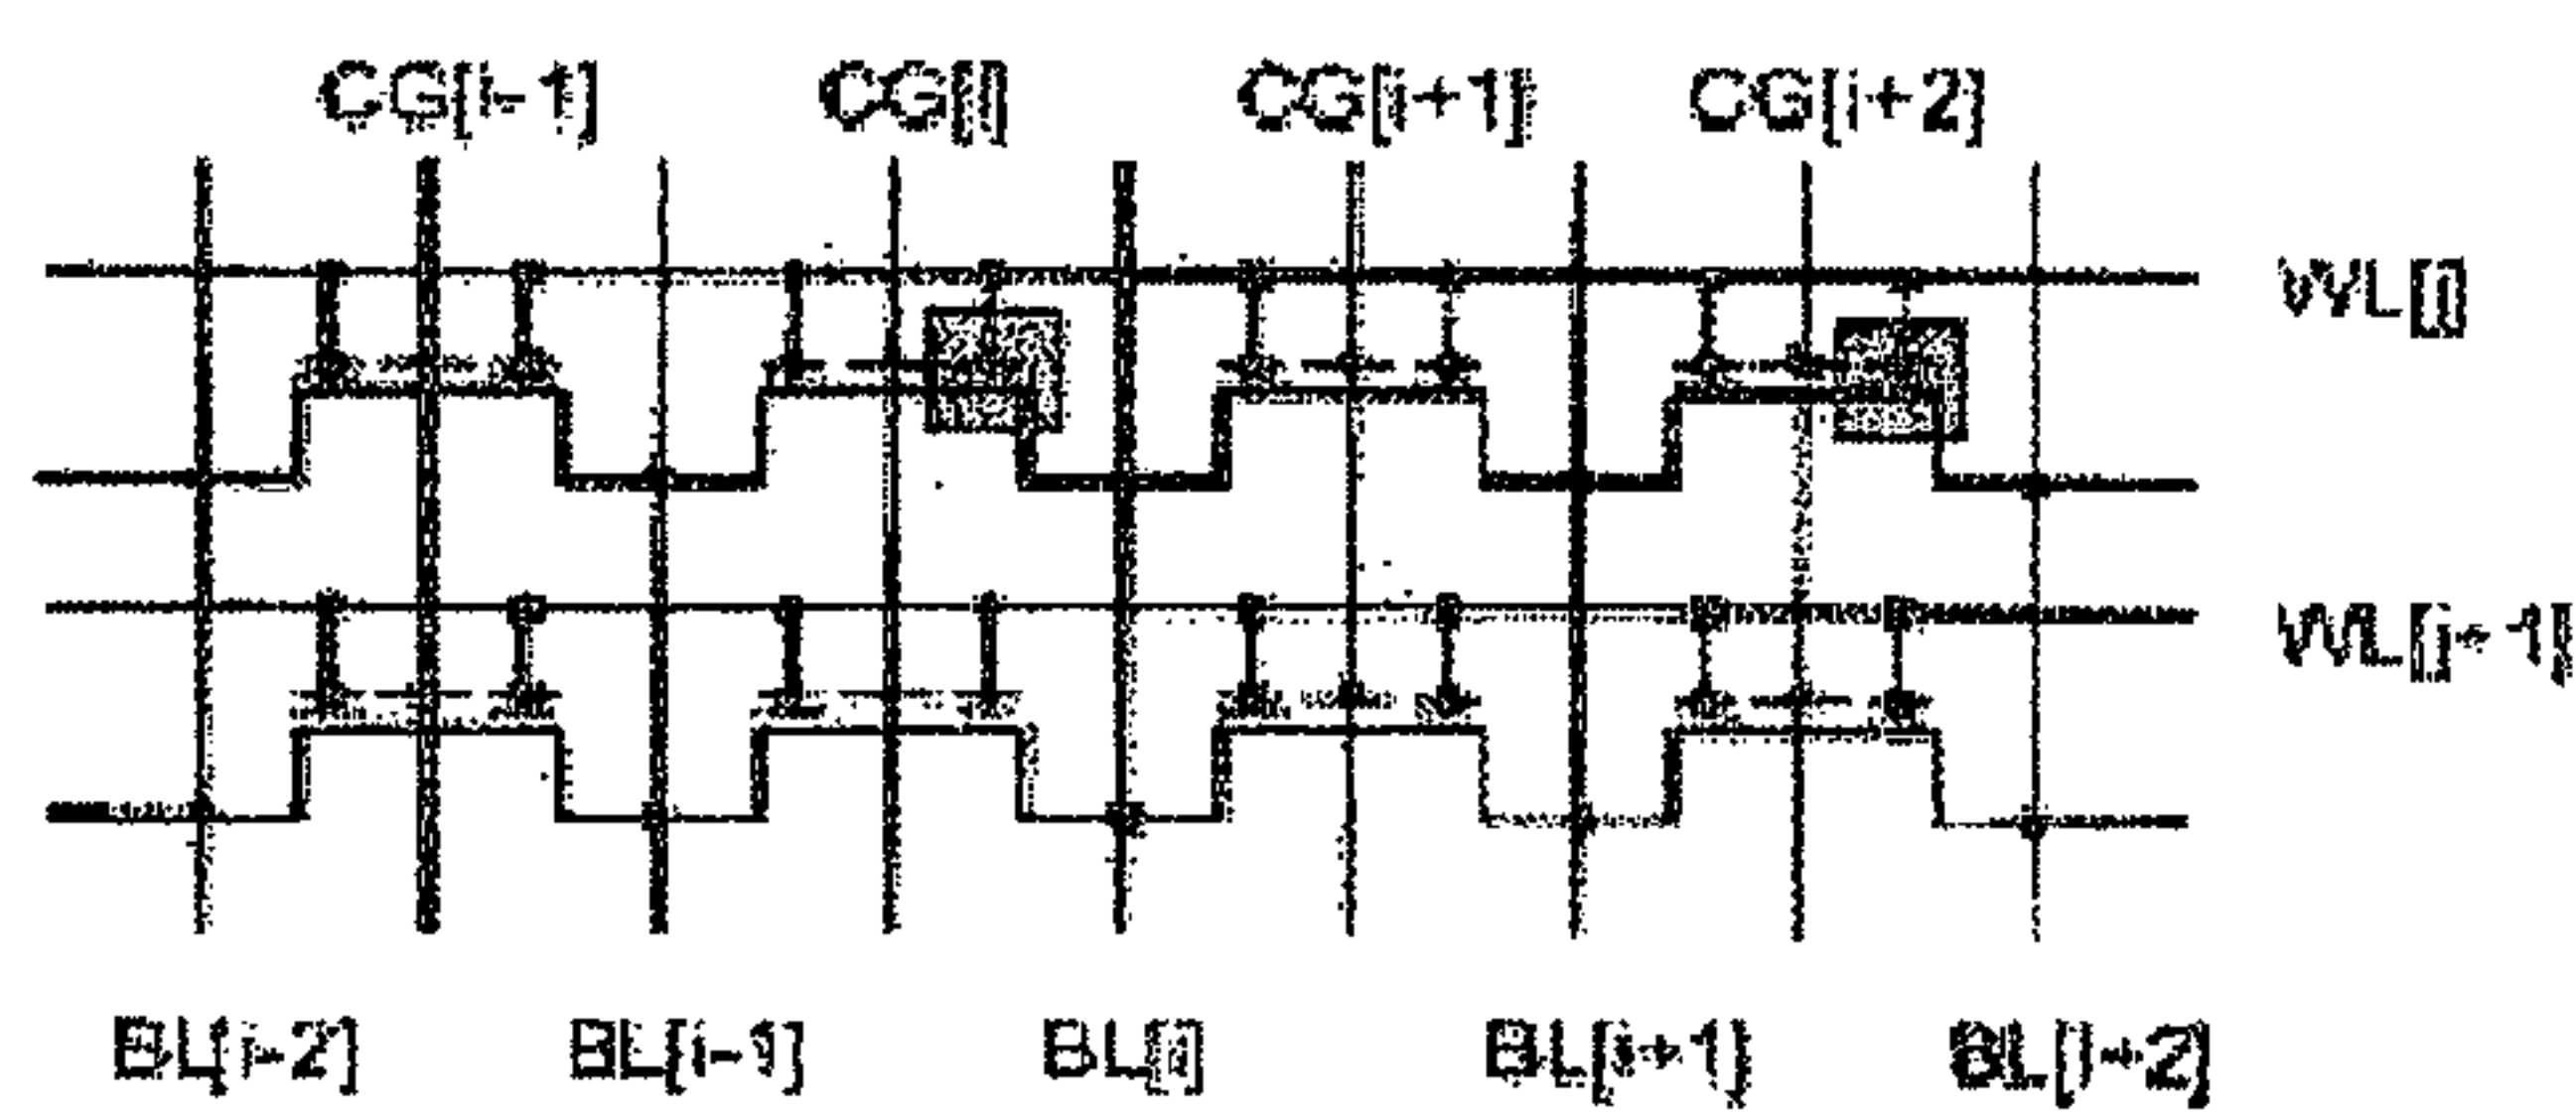 CG[i-1] CG[i] CG[i+1] CG[i+2]
WL[j]
WL[j+1]
BL[i-2] BL[i-1] BL[i] BL[i+1] BL[i+2]